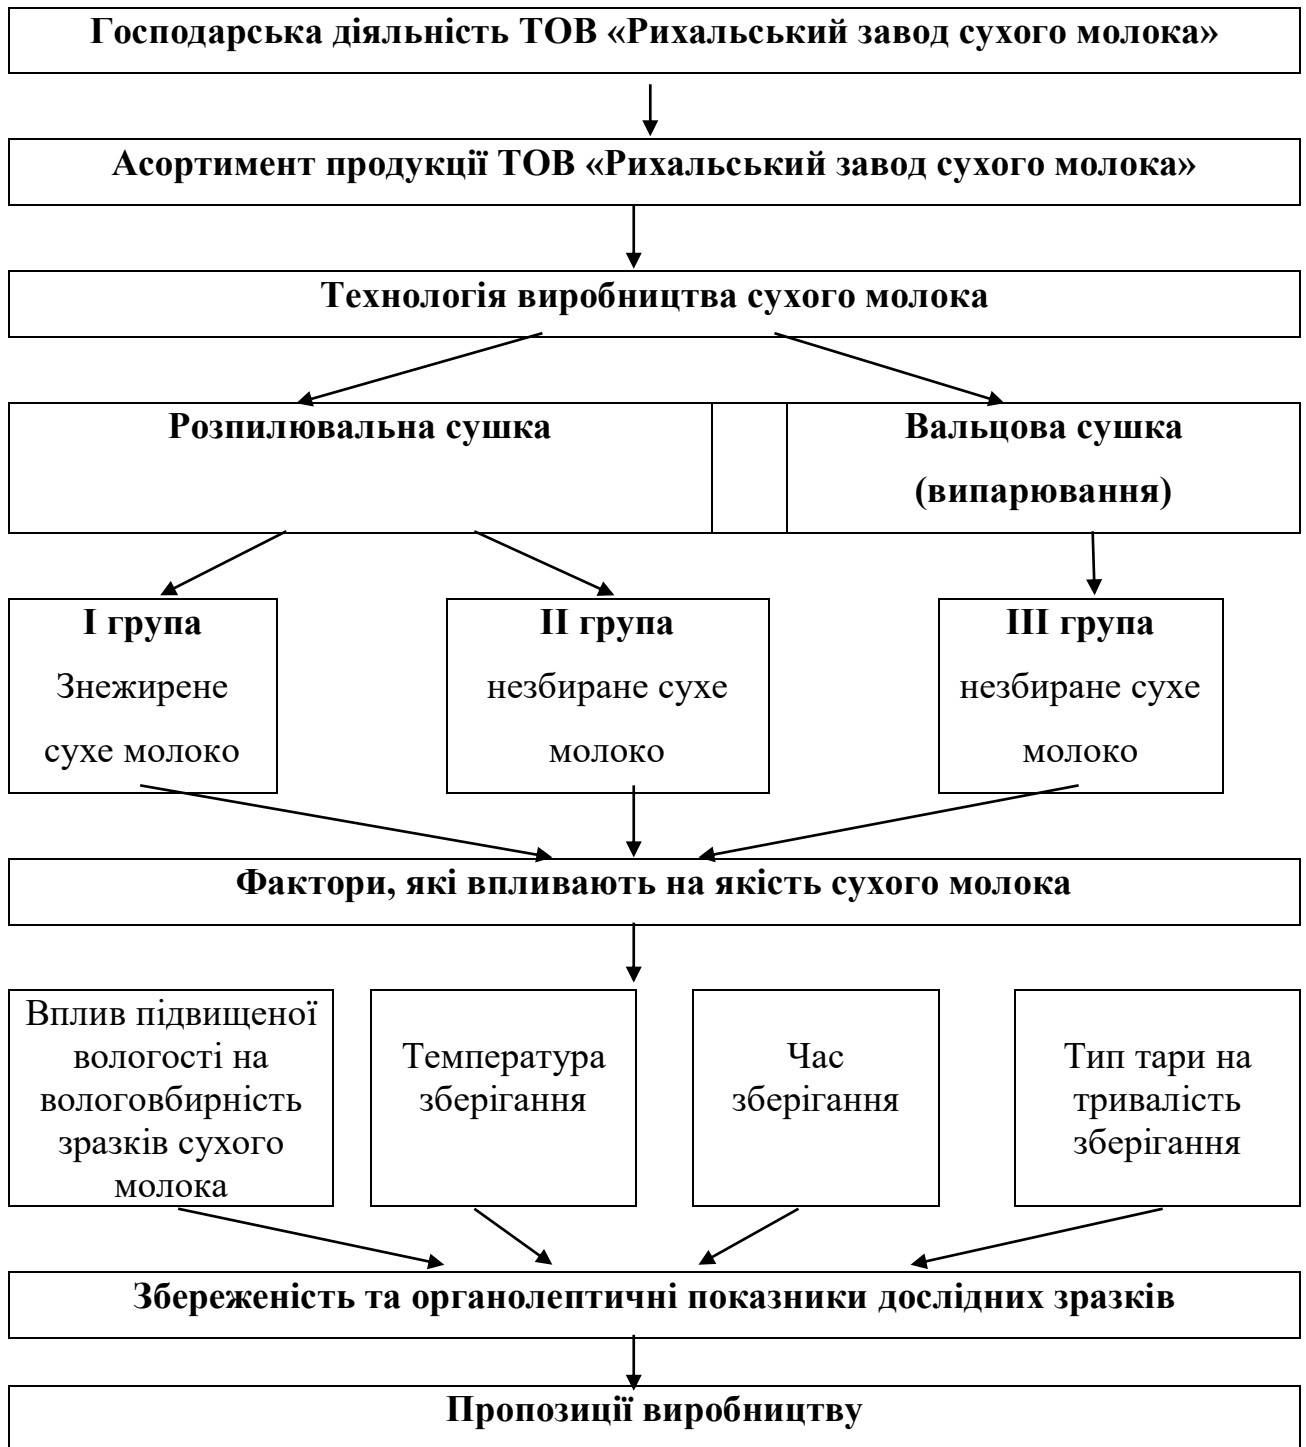 Господарська діяльність ТОВ «Рихальський завод сухого молока»
Асортимент продукції ТОВ «Рихальський завод сухого молока»
Технологія виробництва сухого молока
Розпилювальна сушка
Вальцова сушка
(випарювання)
І група
Знежирене
сухе молоко
ІІ група
незбиране сухе
молоко
ІІІ група
незбиране сухе
молоко
Фактори, які впливають на якість сухого молока
Вплив підвищеної
вологості на
вологовбирність
зразків сухого
молока
Температура
зберігання
Час
зберігання
Тип тари на
тривалість
зберігання
Збереженість та органолептичні показники дослідних зразків
Пропозиції виробництву